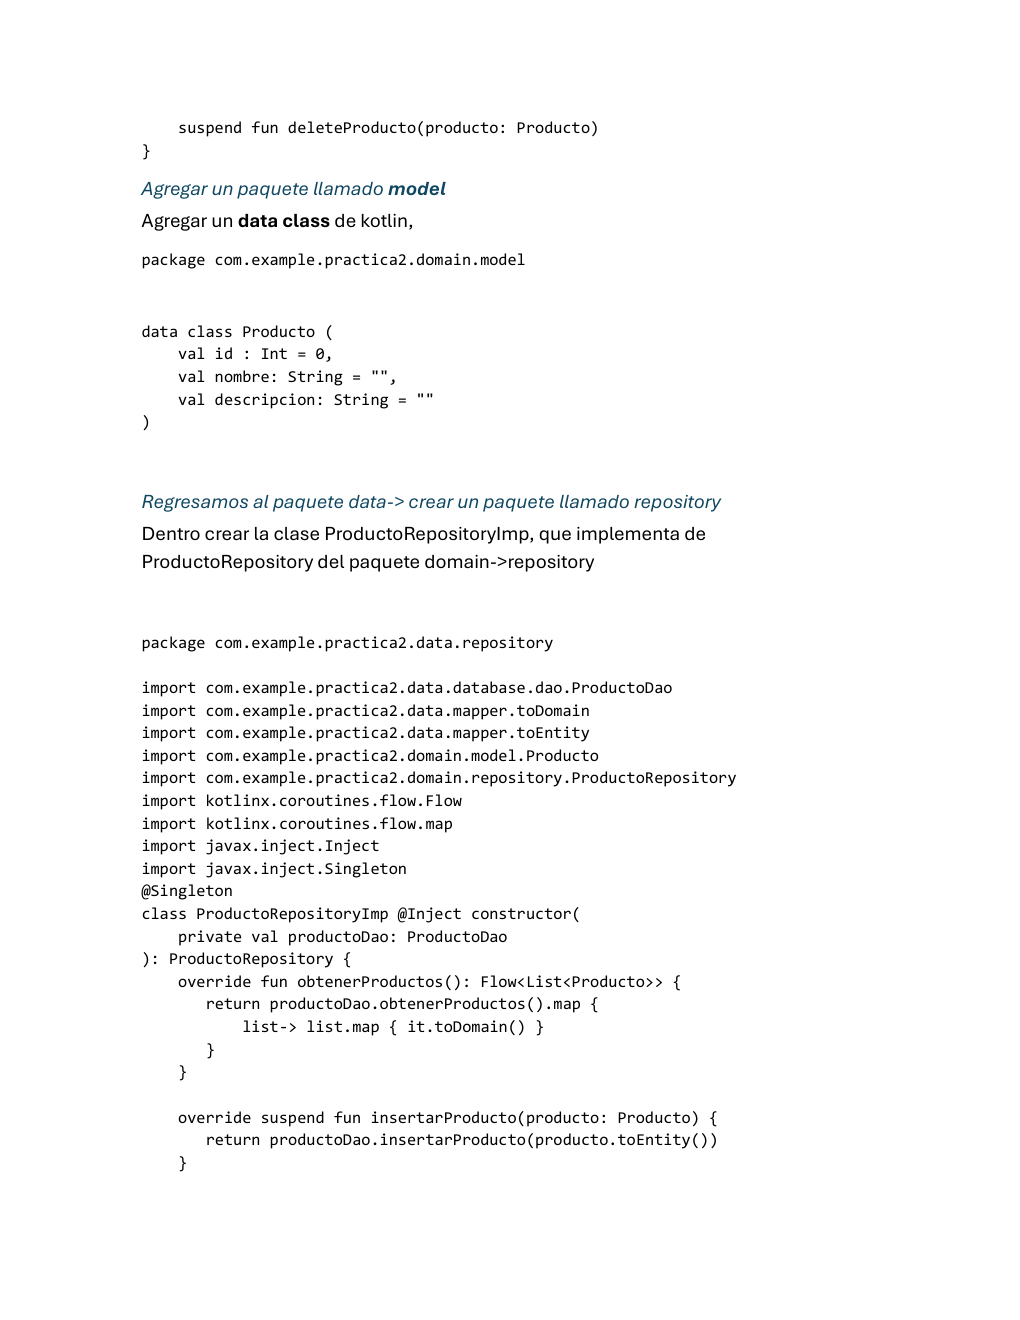 suspend fun deleteProducto(producto: Producto)
}
Agregar un paquete llamado model
Agregar un data class de kotlin,
package com.example.practica2.domain.model
data class Producto (
    val id : Int = 0,
    val nombre: String = "",
    val descripcion: String = ""
)
Regresamos al paquete data-> crear un paquete llamado repository
Dentro crear la clase ProductoRepositoryImp, que implementa de
ProductoRepository del paquete domain->repository
package com.example.practica2.data.repository
import com.example.practica2.data.database.dao.ProductoDao
import com.example.practica2.data.mapper.toDomain
import com.example.practica2.data.mapper.toEntity
import com.example.practica2.domain.model.Producto
import com.example.practica2.domain.repository.ProductoRepository
import kotlinx.coroutines.flow.Flow
import kotlinx.coroutines.flow.map
import javax.inject.Inject
import javax.inject.Singleton
@Singleton
class ProductoRepositoryImp @Inject constructor(
    private val productoDao: ProductoDao
): ProductoRepository {
    override fun obtenerProductos(): Flow<List<Producto>> {
       return productoDao.obtenerProductos().map {
           list-> list.map { it.toDomain() }
       }
    }
    override suspend fun insertarProducto(producto: Producto) {
       return productoDao.insertarProducto(producto.toEntity())
    }